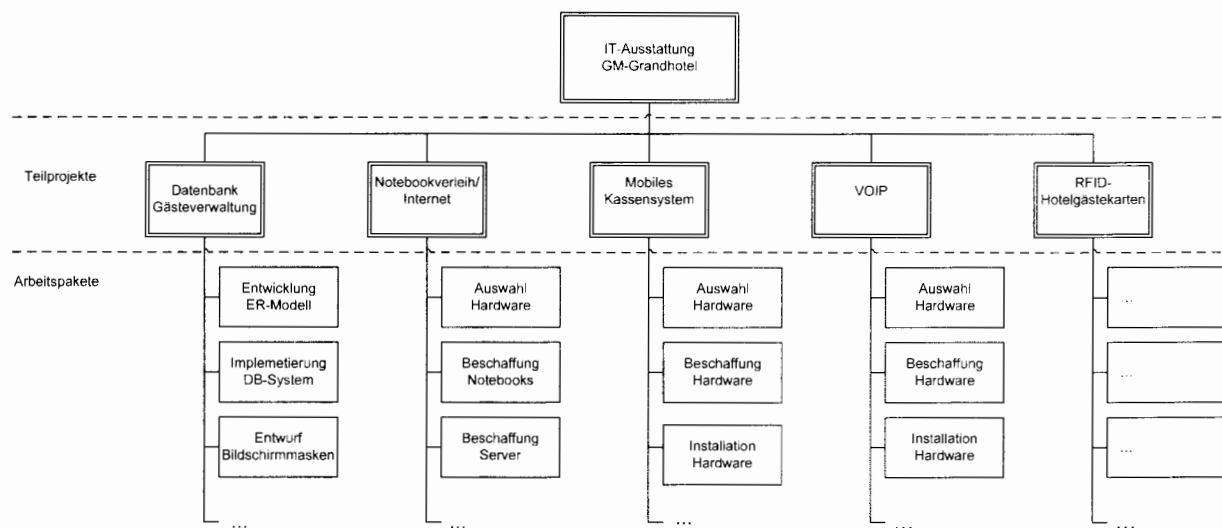 IT-Ausstattung
GM-Grandhotel
Teilprojekte
Datenbank
Gästeverwaltung
Notebookverleih/
Internet
Mobiles
Kassensystem
VOIP
RFID-
Hotelgästekarten
Arbeitspakete
Entwicklung
ER-Modell
Auswahl
Hardware
Auswahl
Hardware
Auswahl
Hardware
...
Implemetierung
DB-System
Beschaffung
Notebooks
Beschaffung
Hardware
Beschaffung
Hardware
...
Entwurf
Bildschirmmasken
Beschaffung
Server
Installation
Hardware
Installation
Hardware
...
...
...
...
...
...